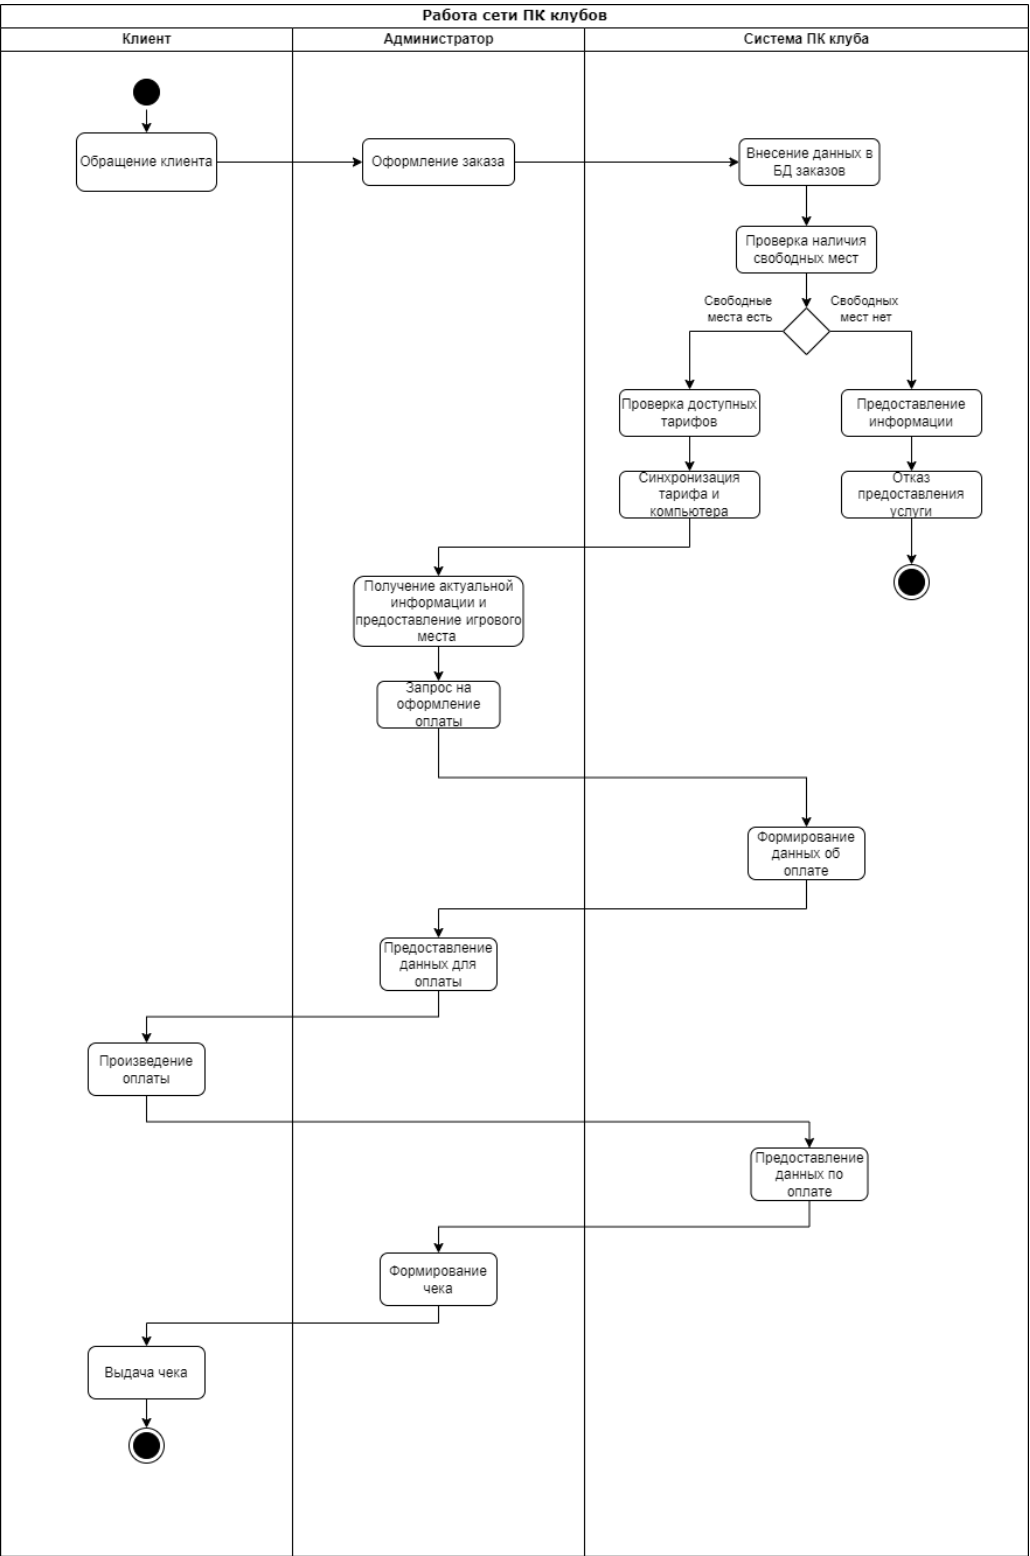 Работа сети ПК клубов
Клиент
Администратор
Система ПК клуба
Обращение клиента
Оформление заказа
Внесение данных в
БД заказов
Проверка наличия
свободных мест
Свободные
места есть
Свободных
мест нет
Проверка доступных
тарифов
Предоставление
информации
Синхронизация
тарифа и
компьютера
Отказ
предоставления
услуги
Получение актуальной
информации и
предоставление игрового
места
Запрос на
оформление
оплаты
Формирование
данных об
оплате
Предоставление
данных для
оплаты
Произведение
оплаты
Предоставление
данных по
оплате
Формирование
чека
Выдача чека